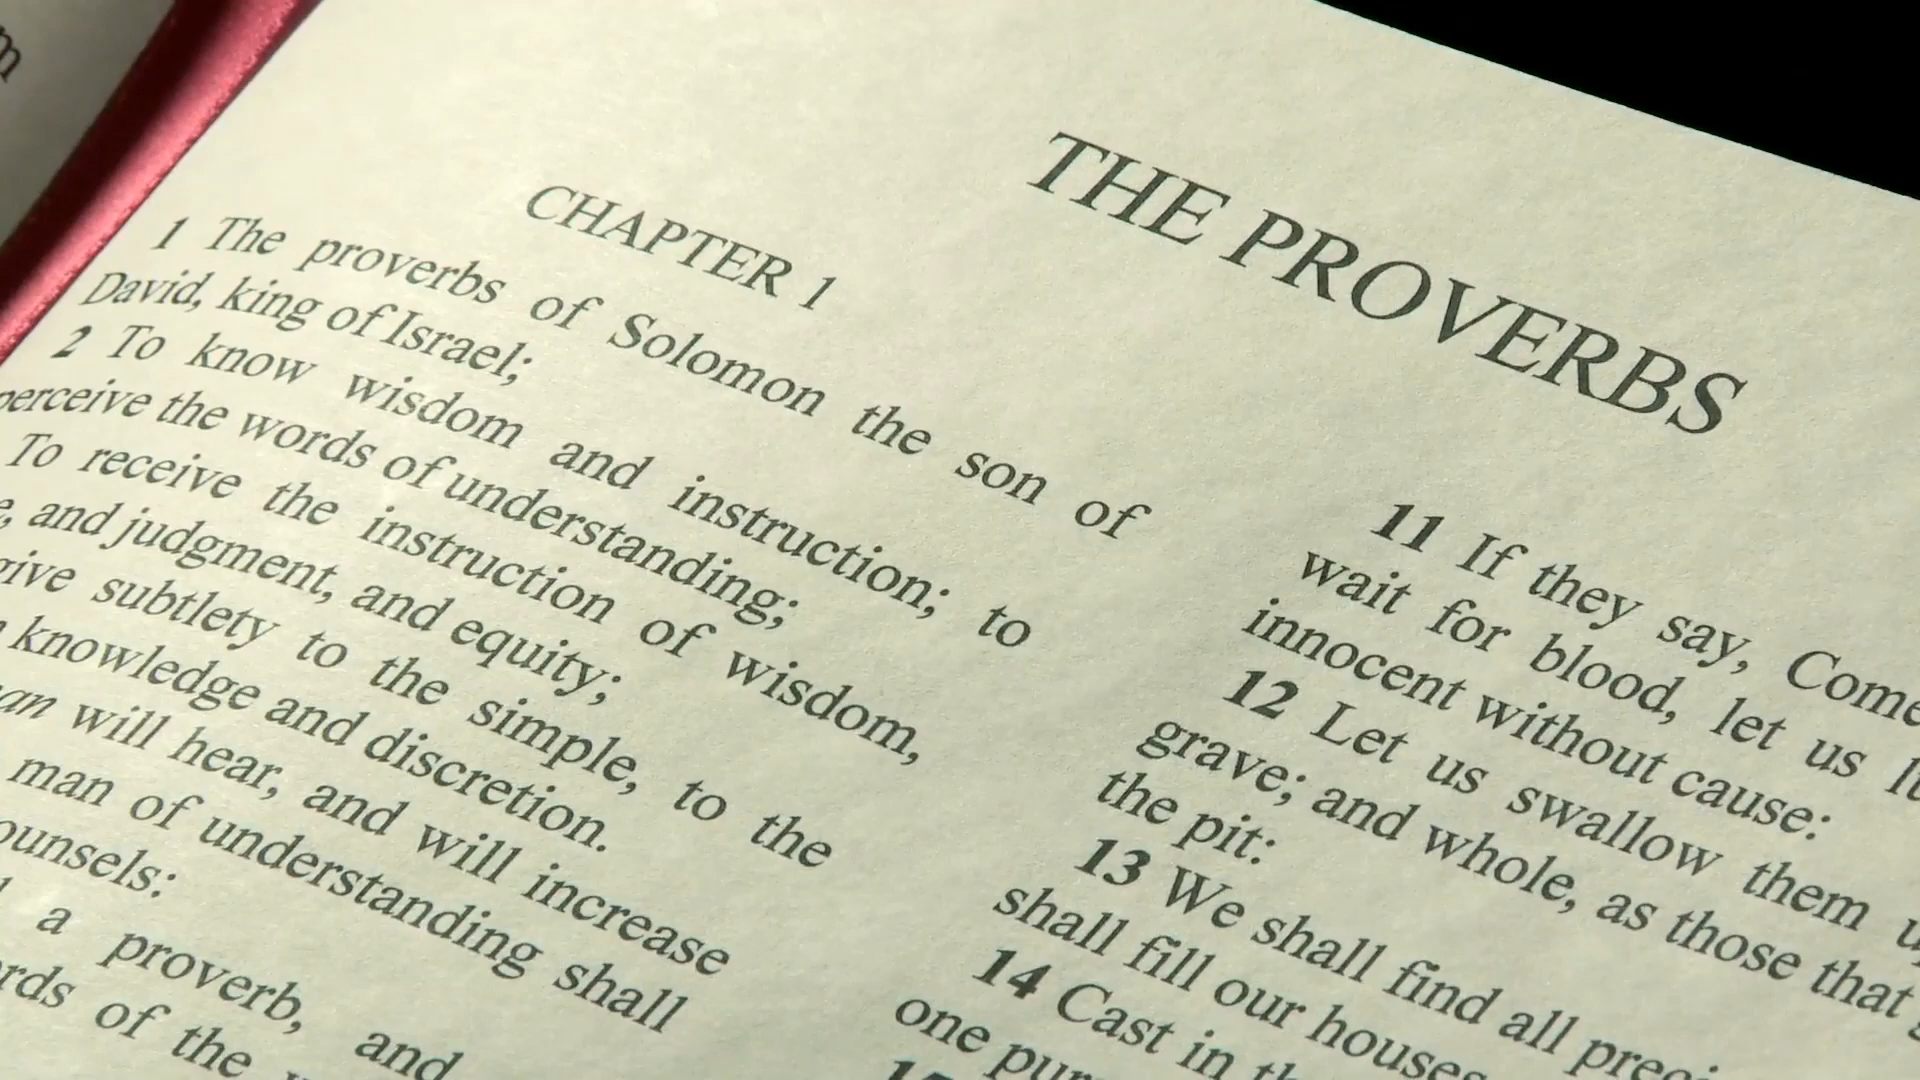 THE PROVERBS
CHAPTER 1
1 The proverbs of Solomon the son of
David, king of Israel;
2 To know wisdom and instruction; to
perceive the words of understanding;
To receive the instruction of wisdom,
and judgment, and equity;
give subtlety to the simple, to the
knowledge and discretion.
will hear, and will increase
man of understanding shall
a proverb, and
of the
11 If they say, Come
wait for blood, let us
innocent without cause:
12 Let us swallow them
grave; and whole, as those that
the pit:
13 We shall find all
shall fill our houses
14 Cast in
one